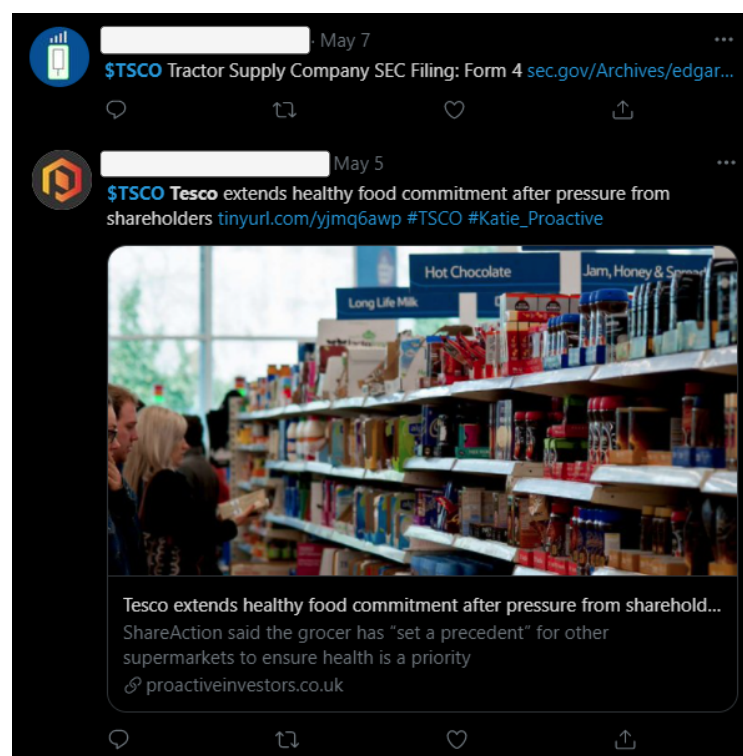 · May 7
$TSCO Tractor Supply Company SEC Filing: Form 4 sec.gov/Archives/edgar...
May 5
$TSCO Tesco extends healthy food commitment after pressure from
shareholders tinyurl.com/yjmq6awp #TSCO #Katie_Proactive
Hot Chocolate
Jam, Honey & Spreads
Long Life Milk
Tesco extends healthy food commitment after pressure from sharehold...
ShareAction said the grocer has “set a precedent” for other
supermarkets to ensure health is a priority
proactiveinvestors.co.uk